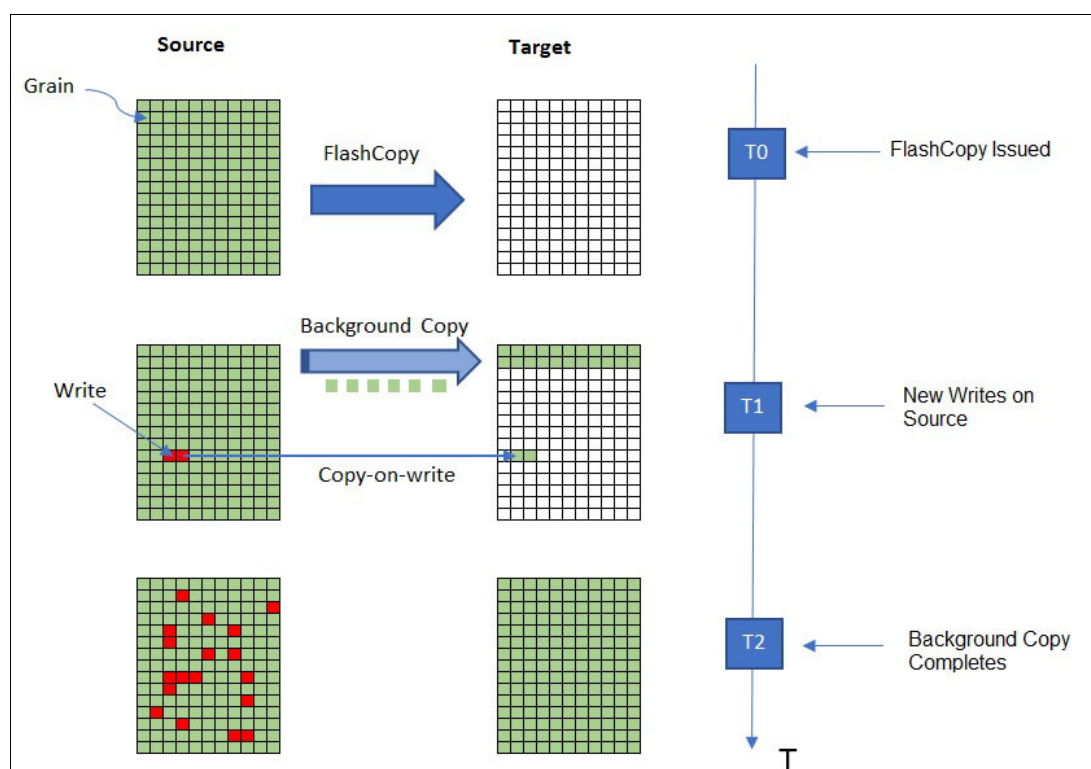 Source
Target
Grain
FlashCopy
T0
FlashCopy Issued
Background Copy
Write
Copy-on-write
T1
New Writes on
Source
T2
Background Copy
Completes
T